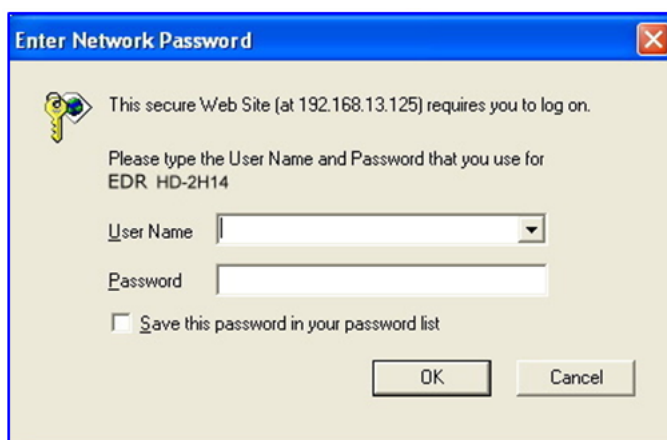 Enter Network Password
This secure Web Site (at 192.168.13.125) requires you to log on.
Please type the User Name and Password that you use for
EDR HD-2H14
User Name
Password
Save this password in your password list
OK Cancel